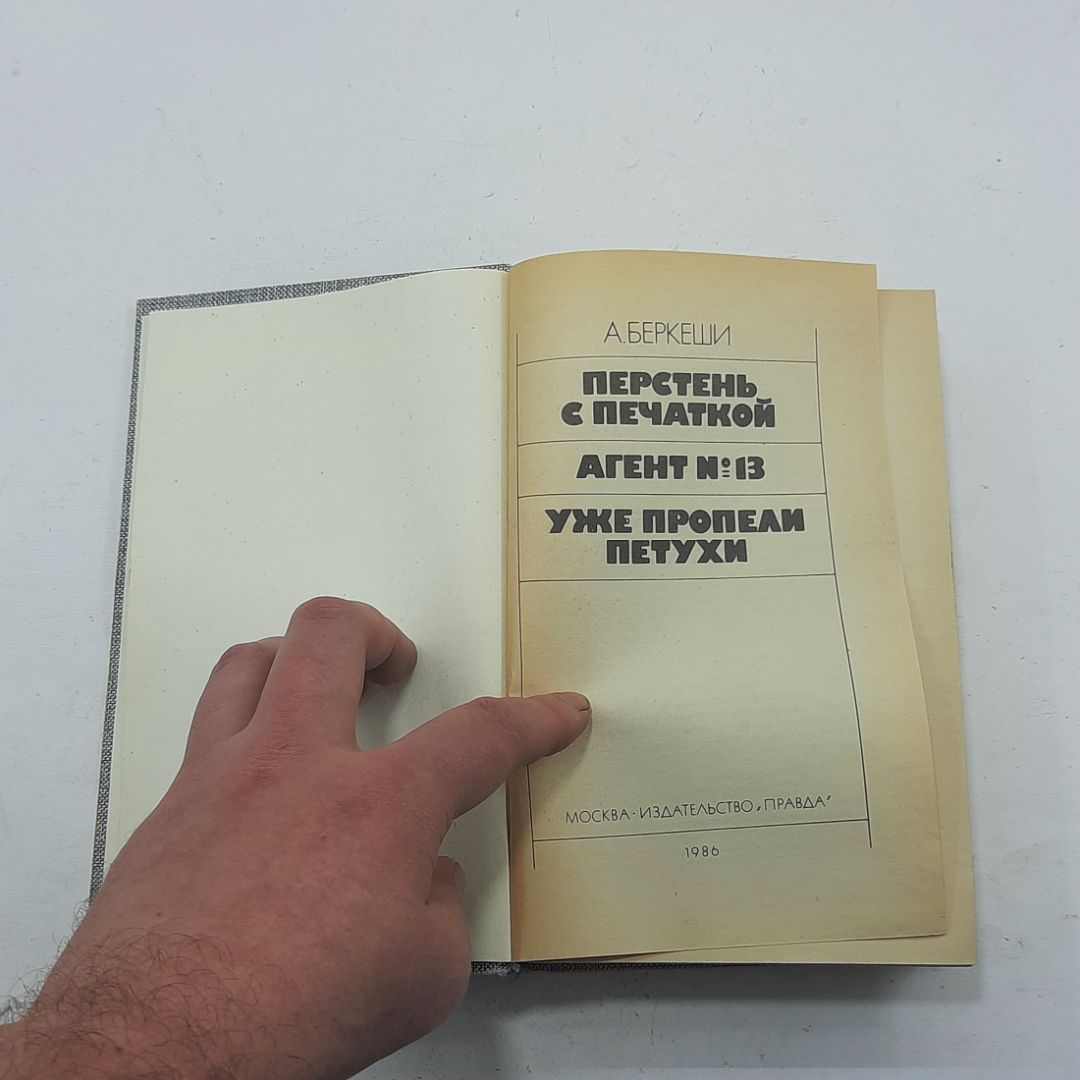 А.БЕРКЕШИ
ПЕРСТЕНЬ
С ПЕЧАТКОЙ
АГЕНТ №13
УЖЕ ПРОПЕЛИ
ПЕТУХИ
МОСКВА · ИЗДАТЕЛЬСТВО „ПРАВДА“
1986